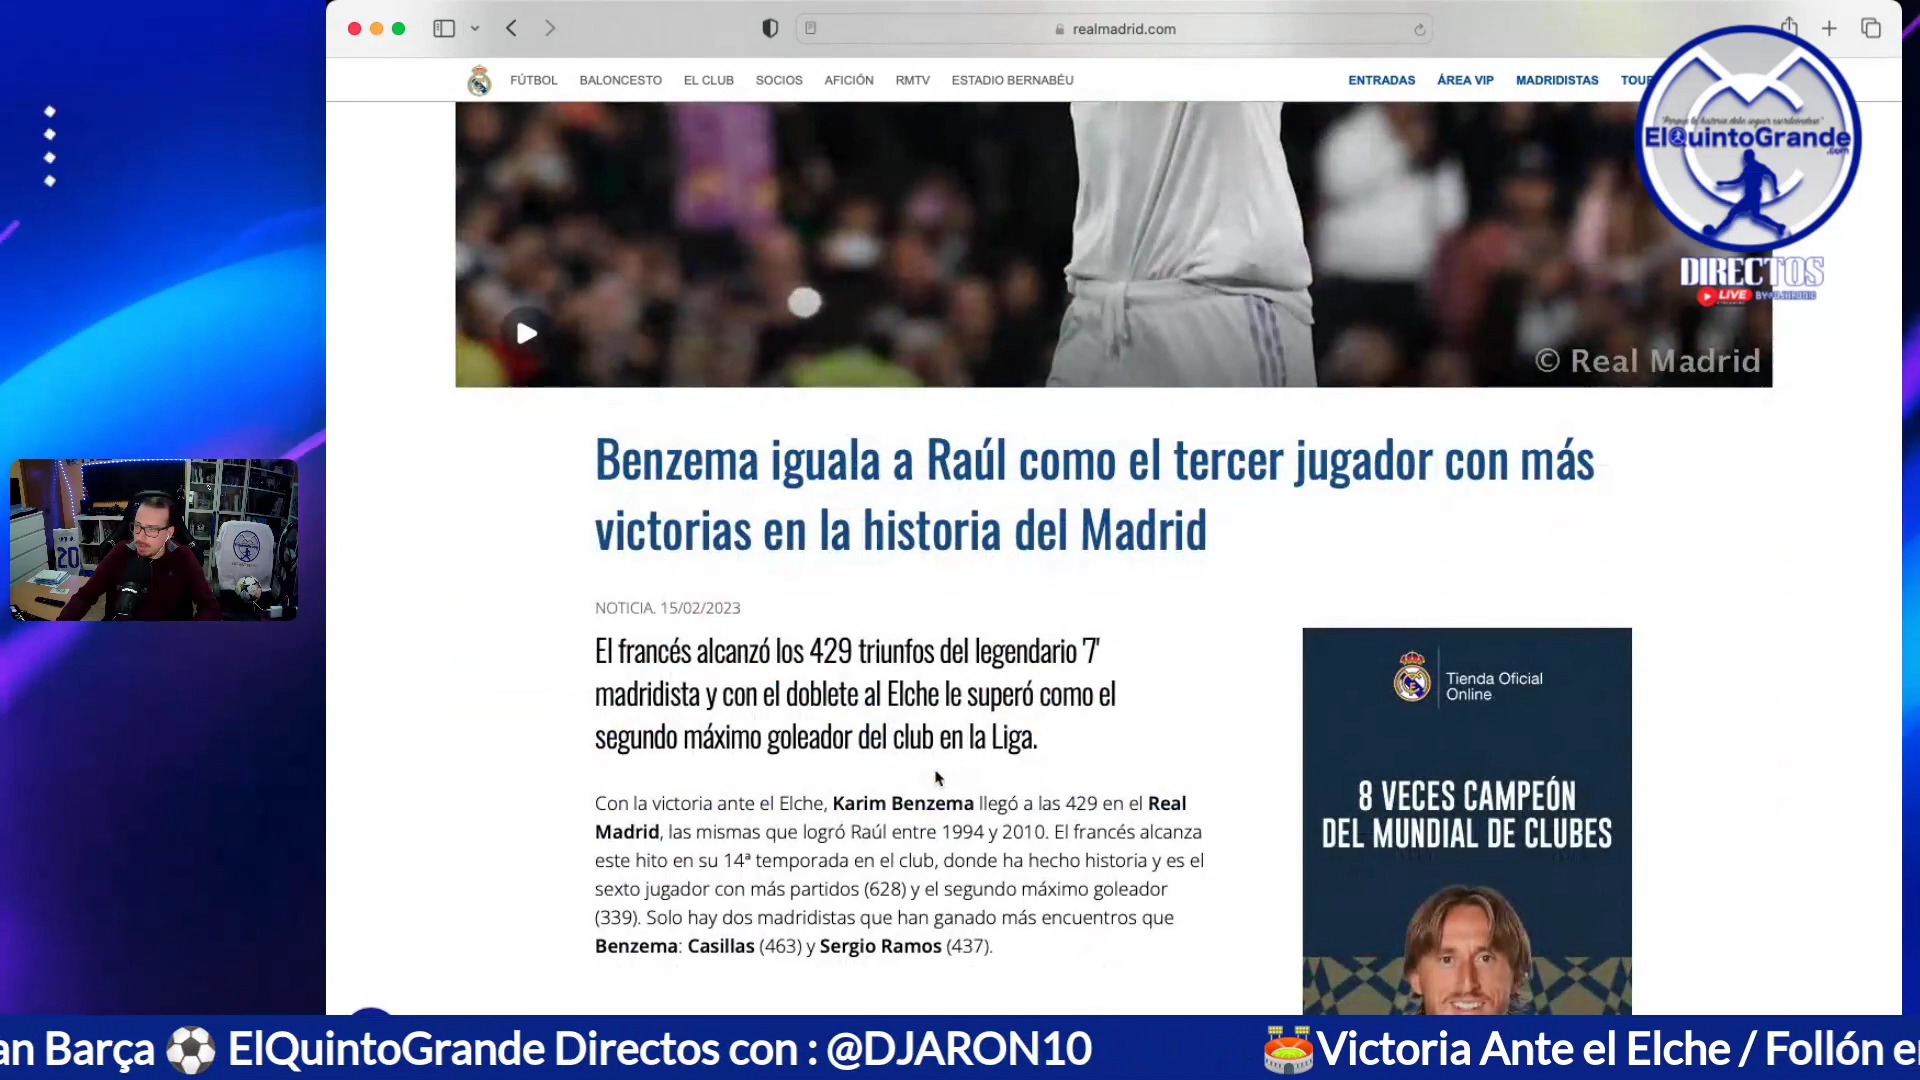 realmadrid.com
FÚTBOL BALONCESTO EL CLUB SOCIOS AFICIÓN RMTV ESTADIO BERNABÉU
ENTRADAS ÁREA VIP MADRIDISTAS TOUR
ElQuintoGrande
.com
DIRECTOS
LIVE
© Real Madrid
Benzema iguala a Raúl como el tercer jugador con más
victorias en la historia del Madrid
NOTICIA. 15/02/2023
El francés alcanzó los 429 triunfos del legendario '7'
madridista y con el doblete al Elche le superó como el
segundo máximo goleador del club en la Liga.
Con la victoria ante el Elche, Karim Benzema llegó a las 429 en el Real
Madrid, las mismas que logró Raúl entre 1994 y 2010. El francés alcanza
este hito en su 14ª temporada en el club, donde ha hecho historia y es el
sexto jugador con más partidos (628) y el segundo máximo goleador
(339). Solo hay dos madridistas que han ganado más encuentros que
Benzema: Casillas (463) y Sergio Ramos (437).
Tienda Oficial
Online
8 VECES CAMPEÓN
DEL MUNDIAL DE CLUBES
20
an Barça ElQuintoGrande Directos con : @DJARON10
Victoria Ante el Elche / Follón e